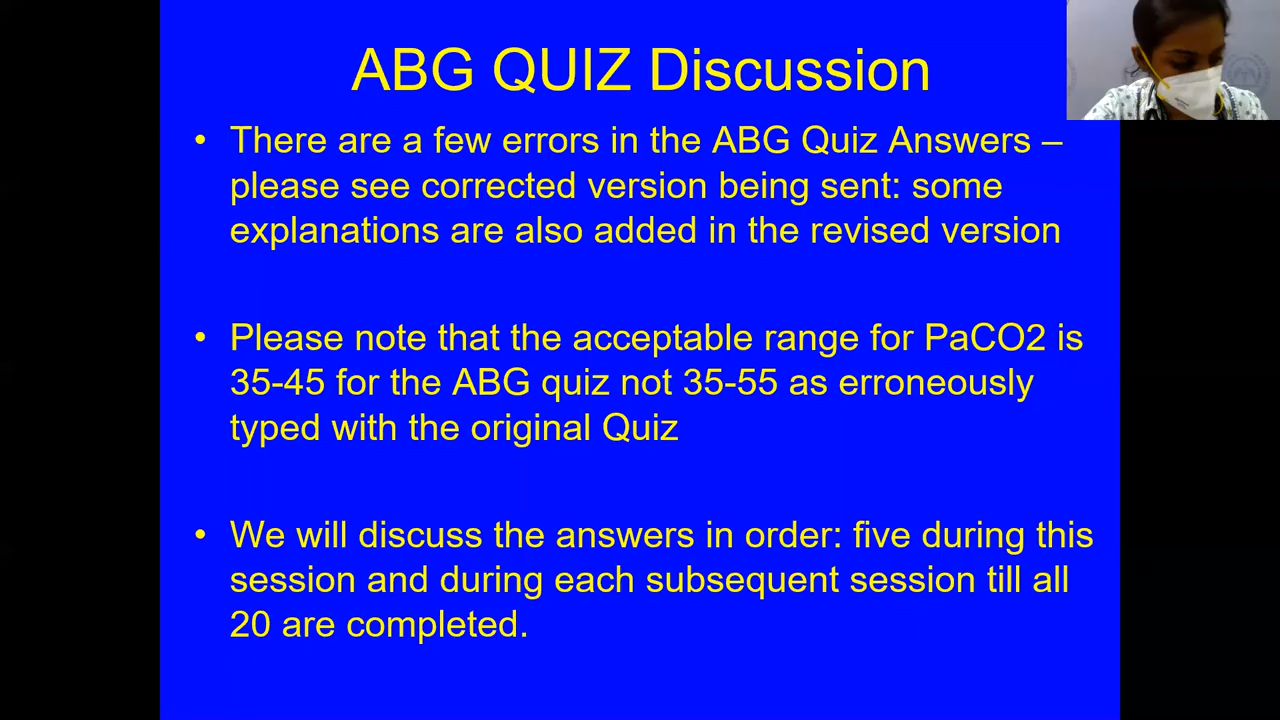 ABG QUIZ Discussion
• There are a few errors in the ABG Quiz Answers –
please see corrected version being sent: some
explanations are also added in the revised version
• Please note that the acceptable range for PaCO2 is
35-45 for the ABG quiz not 35-55 as erroneously
typed with the original Quiz
• We will discuss the answers in order: five during this
session and during each subsequent session till all
20 are completed.